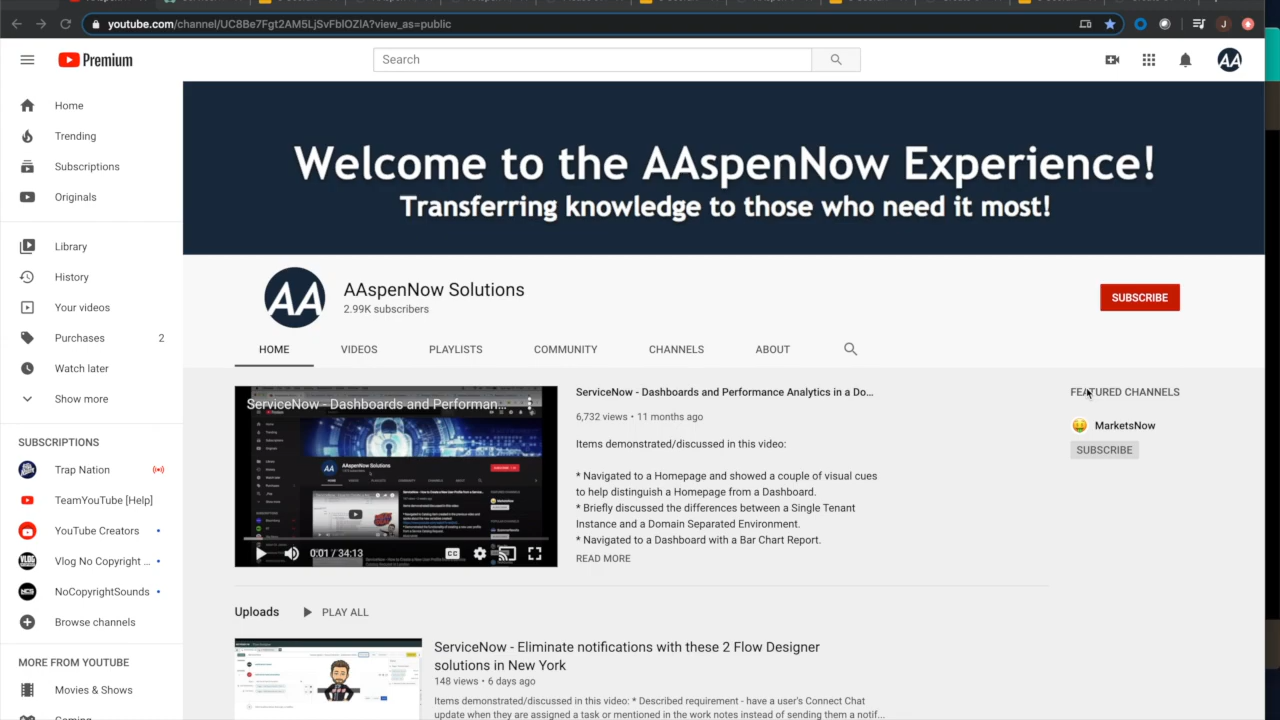 youtube.com/channel/UC8Be7Fgt2AM5LjSvFblOZlA?view_as=public
Premium
Search
AA
Home
Trending
Subscriptions
Originals
Library
History
Your videos
Purchases 2
Watch later
Show more
SUBSCRIPTIONS
Trap Nation
TeamYouTube [Help]
YouTube Creators
Vlog No Copyright ...
NoCopyrightSounds
Browse channels
MORE FROM YOUTUBE
Movies & Shows
Welcome to the AAspenNow Experience!
Transferring knowledge to those who need it most!
AA
AAspenNow Solutions
2.99K subscribers
SUBSCRIBE
HOME VIDEOS PLAYLISTS COMMUNITY CHANNELS ABOUT
ServiceNow - Dashboards and Performan...
AAspenNow Solutions
0:01 / 34:13
CC
ServiceNow - Dashboards and Performance Analytics in a Do...
6,732 views • 11 months ago
Items demonstrated/discussed in this video:
* Navigated to a Homepage and showed a couple of visual cues
to help distinguish a Homepage from a Dashboard.
* Briefly discussed the differences between a Single Tenant
Instance and a Domain Separated Environment.
* Navigated to a Dashboard with a Bar Chart Report.
READ MORE
FEATURED CHANNELS
MarketsNow
SUBSCRIBE
Uploads PLAY ALL
ServiceNow - Eliminate notifications with these 2 Flow Designer
solutions in New York
148 views • 6 days ago
Items demonstrated/discussed in this video: * Described requirement - have a user's Connect Chat
update when they are assigned a task or mentioned in the work notes instead of sending them a notif...